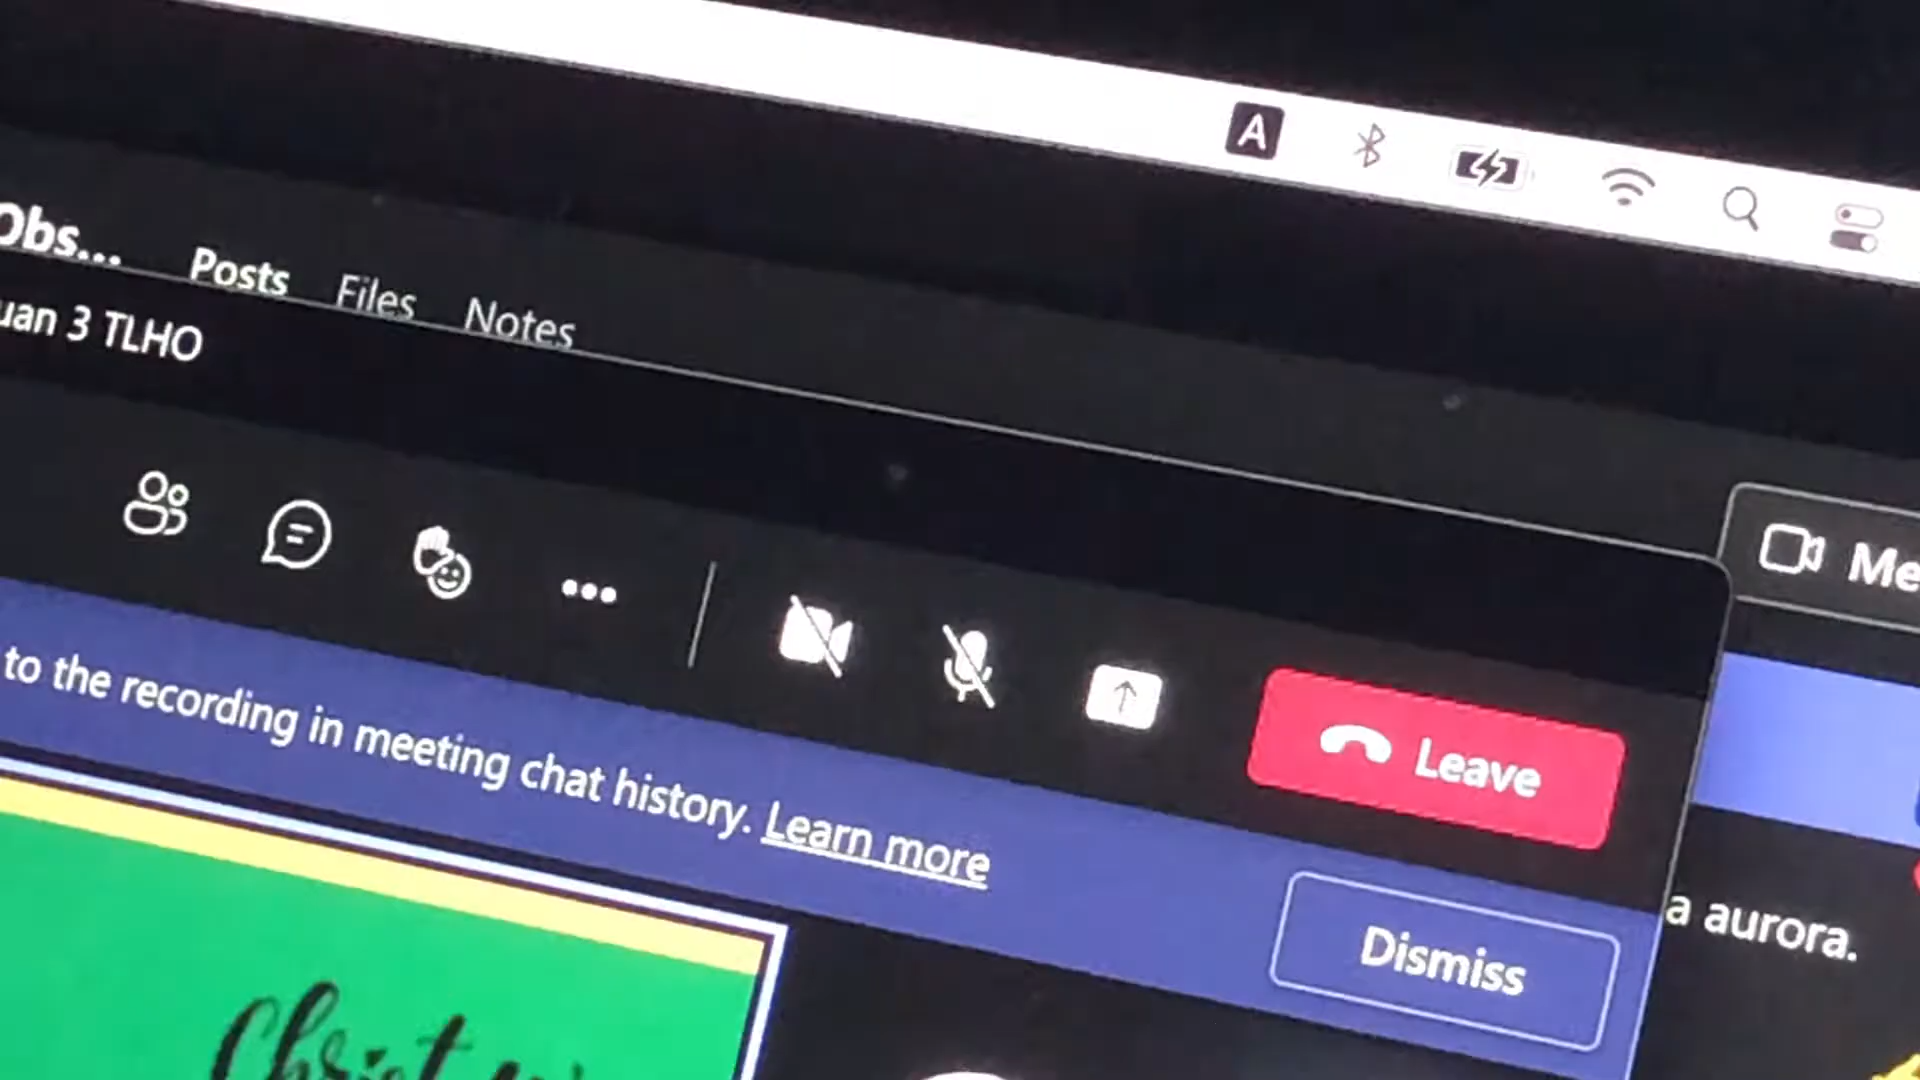 A
Obs...
Posts
Files
Notes
uan 3 TLHO
Me
Leave
to the recording in meeting chat history. Learn more
Dismiss
a aurora.